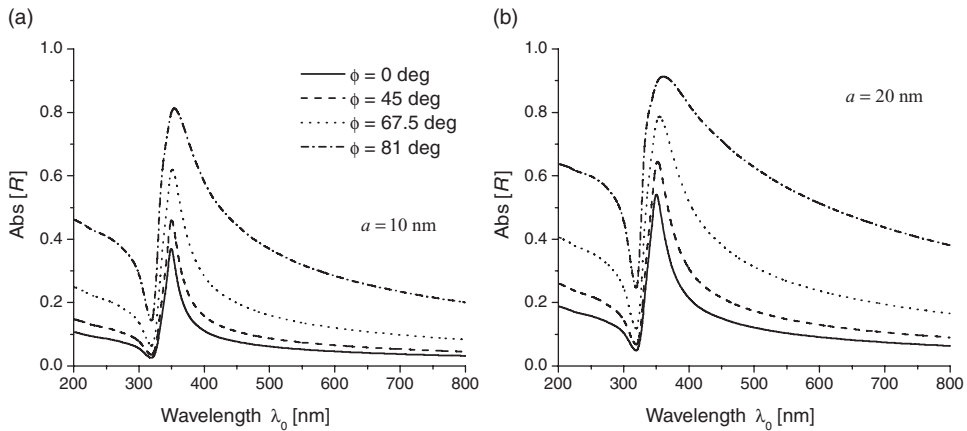 (a)
1.0
0.8
0.6
0.4
0.2
0.0
Abs [R]
ϕ = 0 deg
ϕ = 45 deg
ϕ = 67.5 deg
ϕ = 81 deg
a = 10 nm
200 300 400 500 600 700 800
Wavelength λ₀ [nm]
(b)
1.0
0.8
0.6
0.4
0.2
0.0
Abs [R]
a = 20 nm
200 300 400 500 600 700 800
Wavelength λ₀ [nm]